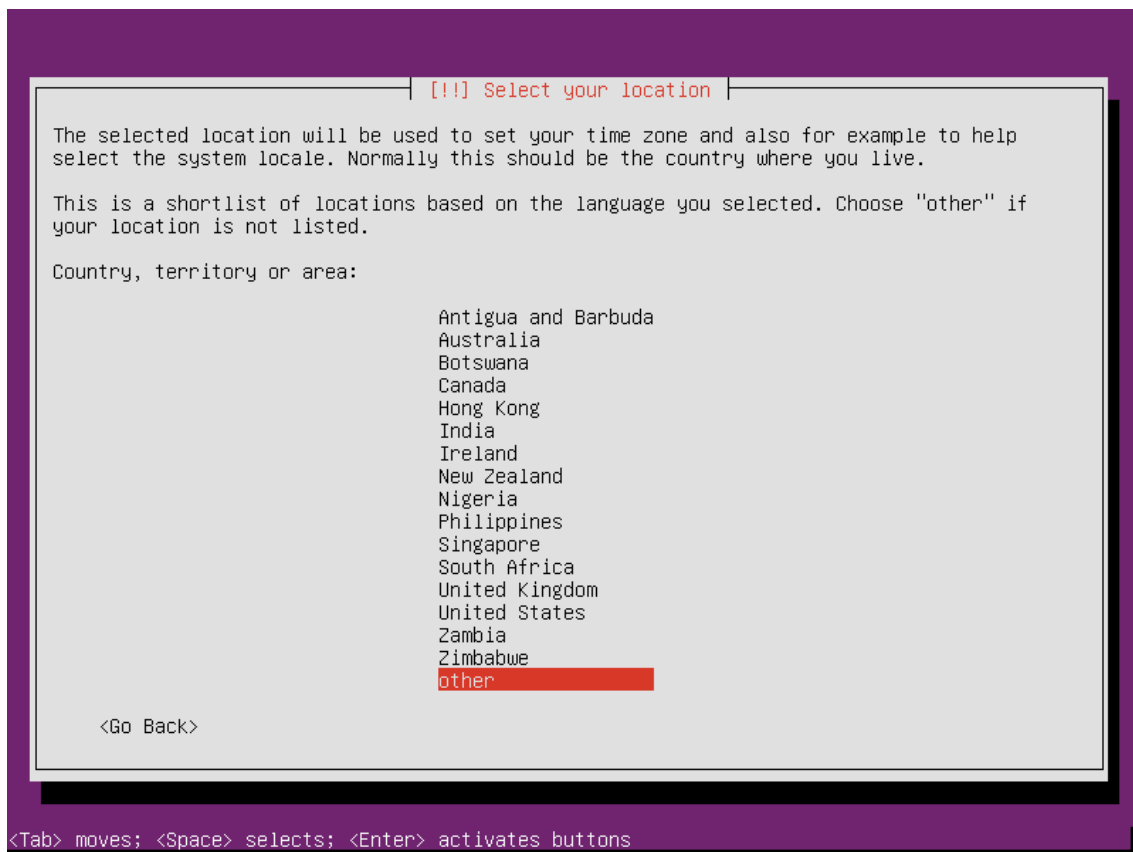 [!!] Select your location
The selected location will be used to set your time zone and also for example to help
select the system locale. Normally this should be the country where you live.
This is a shortlist of locations based on the language you selected. Choose "other" if
your location is not listed.
Country, territory or area:
Antigua and Barbuda
Australia
Botswana
Canada
Hong Kong
India
Ireland
New Zealand
Nigeria
Philippines
Singapore
South Africa
United Kingdom
United States
Zambia
Zimbabwe
other
<Go Back>
<Tab> moves; <Space> selects; <Enter> activates buttons